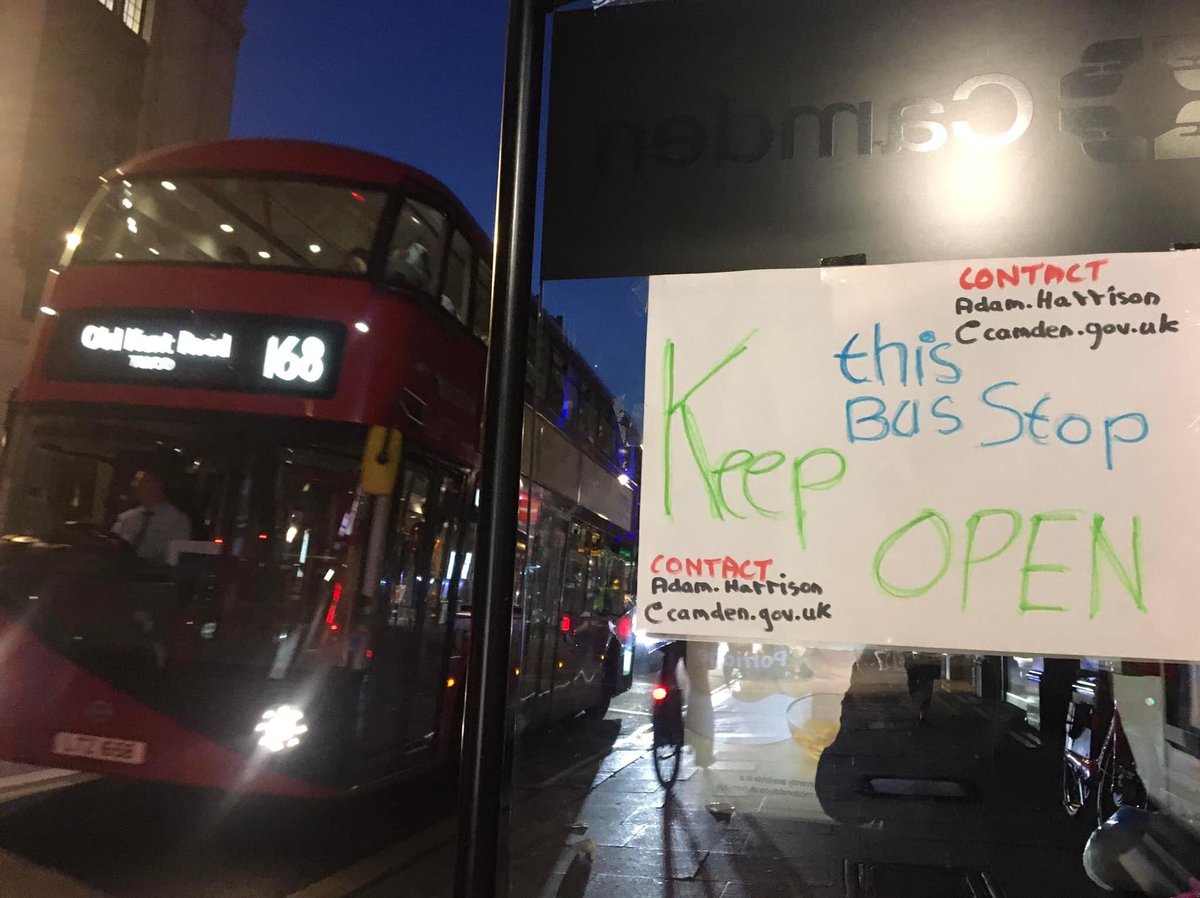 Old Kent Road
TESCO
168
Camden
CONTACT
Adam.Harrison
@camden.gov.uk
Keep
this
Bus Stop
OPEN
CONTACT
Adam.Harrison
@camden.gov.uk